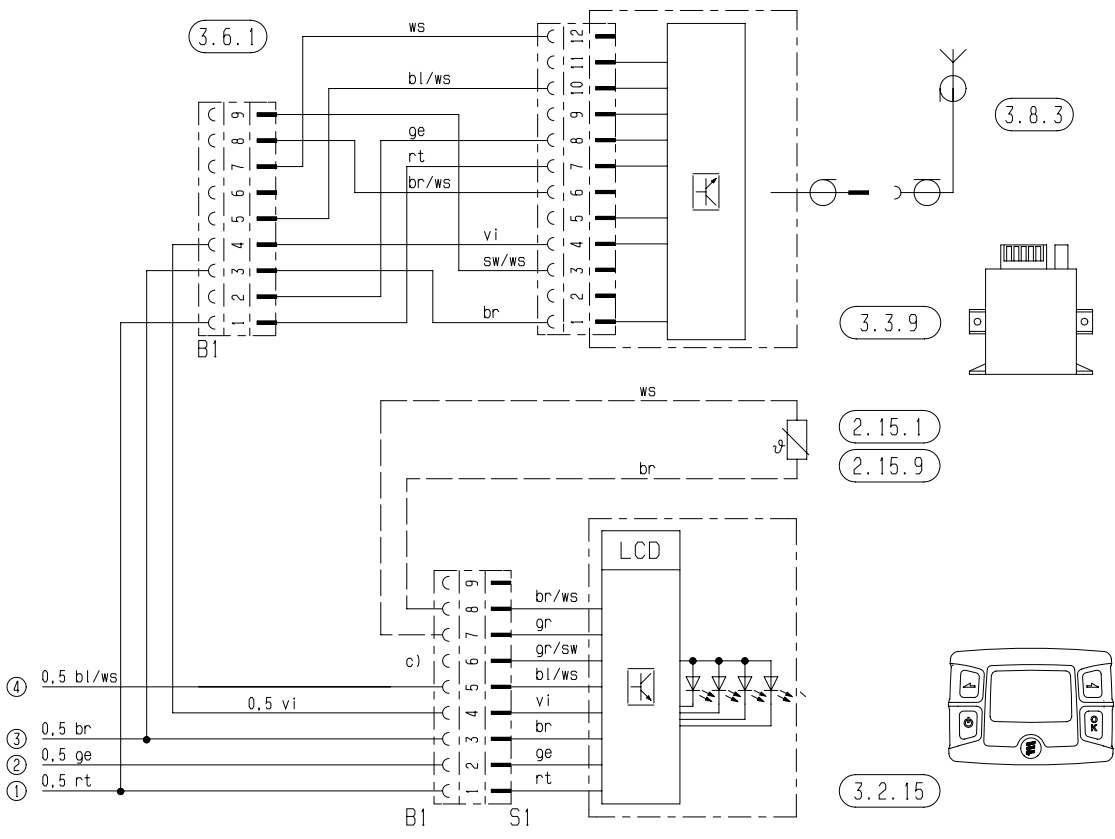 3.6.1
ws
bl/ws
ge
rt
br/ws
vi
sw/ws
br
12
11
10
9
8
7
6
5
4
3
2
1
9
8
7
6
5
4
3
2
1
B1
3.8.3
3.3.9
ws
ϑ
br
2.15.1
2.15.9
LCD
9
8
7
6
5
4
3
2
1
br/ws
gr
gr/sw
bl/ws
vi
br
ge
rt
c)
4 0,5 bl/ws
0,5 vi
3 0,5 br
2 0,5 ge
1 0,5 rt
B1
S1
OK
3.2.15